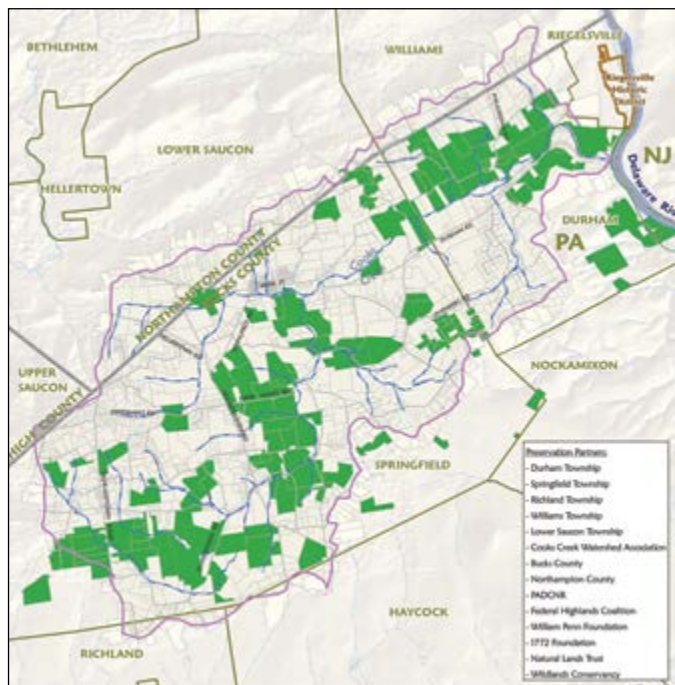 BETHLEHEM
WILLIAMS
RIEGELSVILLE
Riegelsville
Historic
District
LOWER SAUCON
NJ
HELLERTOWN
Delaware
DURHAM
PA
NORTHAMPTON COUNTY
BUCKS COUNTY
Cooks
UPPER
SAUCON
NOCKAMIXON
HIGH COUNTY
SPRINGFIELD
HAYCOCK
RICHLAND
Preservation Partners:
- Durham Township
- Springfield Township
- Richland Township
- Williams Township
- Lower Saucon Township
- Cooks Creek Watershed Association
- Bucks County
- Northampton County
- PADCNR
- Federal Highlands Coalition
- William Penn Foundation
- 1772 Foundation
- Natural Lands Trust
- Wildlands Conservancy